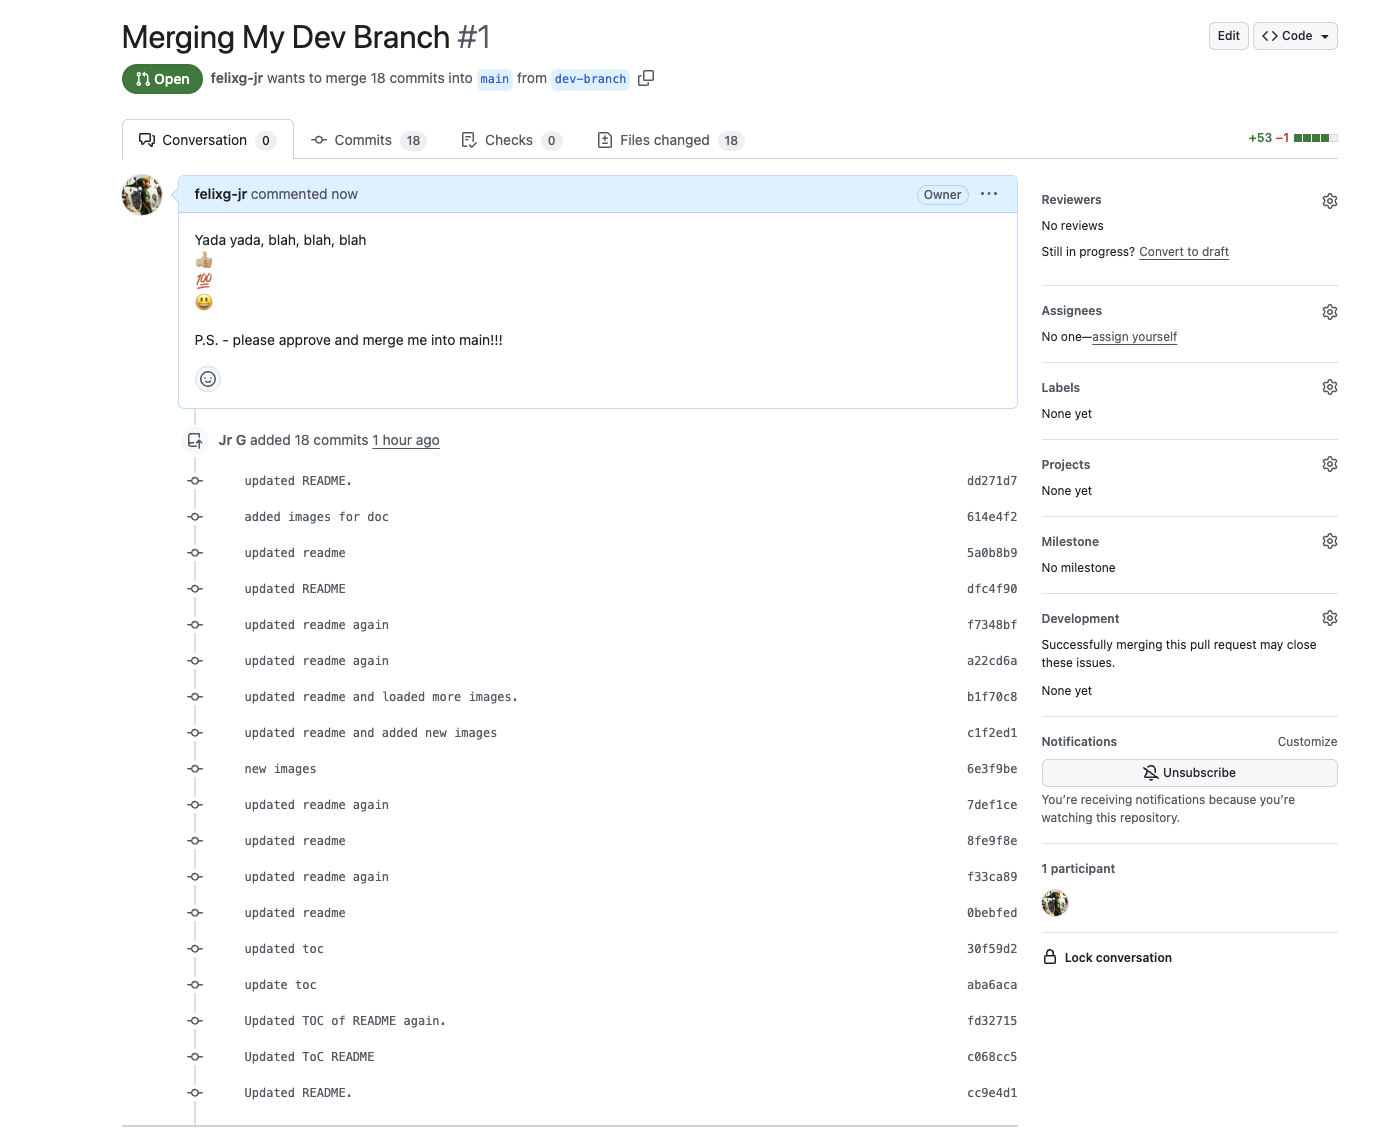 Merging My Dev Branch #1
Edit
Code
Open
felixg-jr wants to merge 18 commits into main from dev-branch
Conversation 0
Commits 18
Checks 0
Files changed 18
+53 −1
felixg-jr commented now
Owner
Yada yada, blah, blah, blah
👍🏼
💯
😃
P.S. - please approve and merge me into main!!!
Jr G added 18 commits 1 hour ago
updated README. dd271d7
added images for doc 614e4f2
updated readme 5a0b8b9
updated README dfc4f90
updated readme again f7348bf
updated readme again a22cd6a
updated readme and loaded more images. b1f70c8
updated readme and added new images c1f2ed1
new images 6e3f9be
updated readme again 7def1ce
updated readme 8fe9f8e
updated readme again f33ca89
updated readme 0bebfed
updated toc 30f59d2
update toc aba6aca
Updated TOC of README again. fd32715
Updated ToC README c068cc5
Updated README. cc9e4d1
Reviewers
No reviews
Still in progress? Convert to draft
Assignees
No one—assign yourself
Labels
None yet
Projects
None yet
Milestone
No milestone
Development
Successfully merging this pull request may close
these issues.
None yet
Notifications
Customize
Unsubscribe
You’re receiving notifications because you’re
watching this repository.
1 participant
Lock conversation